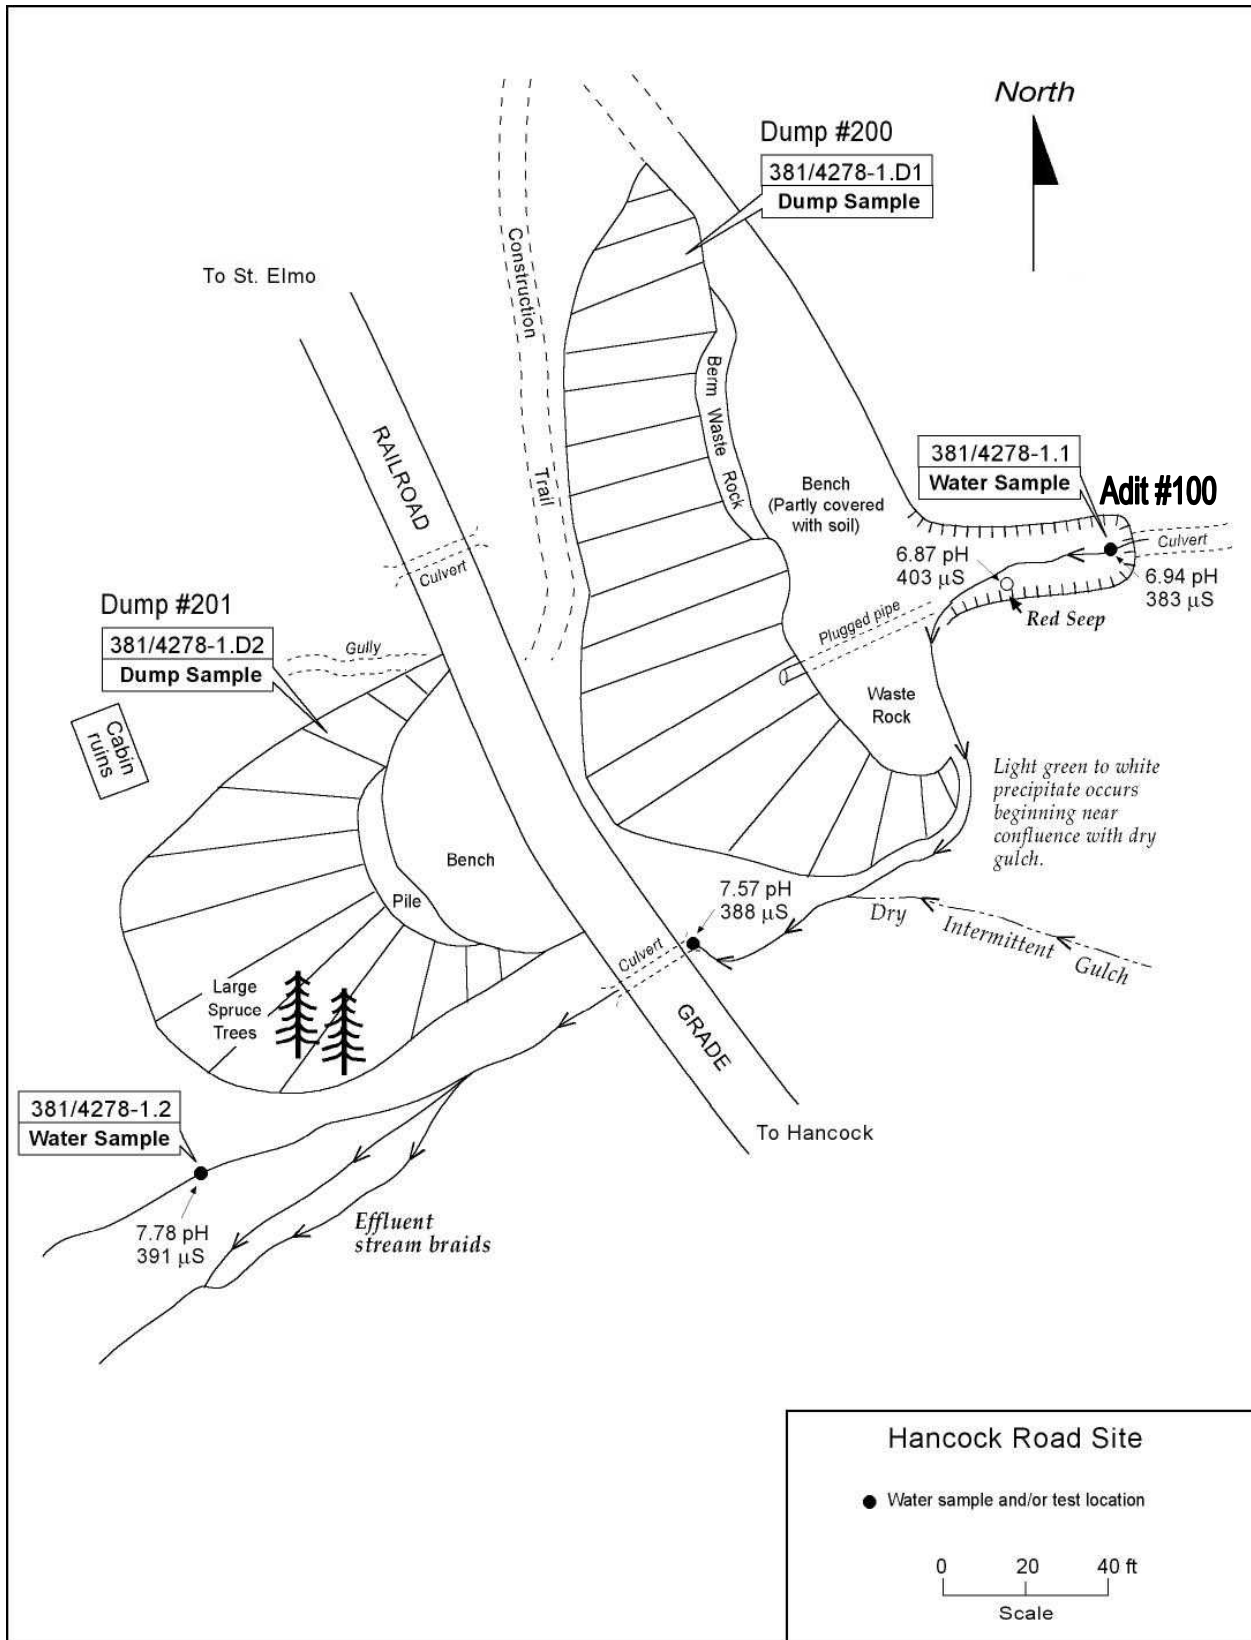 North
Dump #200
381/4278-1.D1
Dump Sample
Construction
Trail
To St. Elmo
RAILROAD
Culvert
Berm Waste Rock
Bench
(Partly covered
with soil)
381/4278-1.1
Water Sample
Adit #100
Culvert
6.87 pH
403 µS
6.94 pH
383 µS
Red Seep
Plugged pipe
Waste
Rock
Dump #201
381/4278-1.D2
Dump Sample
Gully
Cabin
ruins
Light green to white
precipitate occurs
beginning near
confluence with dry
gulch.
Bench
Pile
7.57 pH
388 µS
Dry Intermittent Gulch
Culvert
GRADE
Large
Spruce
Trees
To Hancock
381/4278-1.2
Water Sample
7.78 pH
391 µS
Effluent
stream braids
Hancock Road Site
Water sample and/or test location
0 20 40 ft
Scale